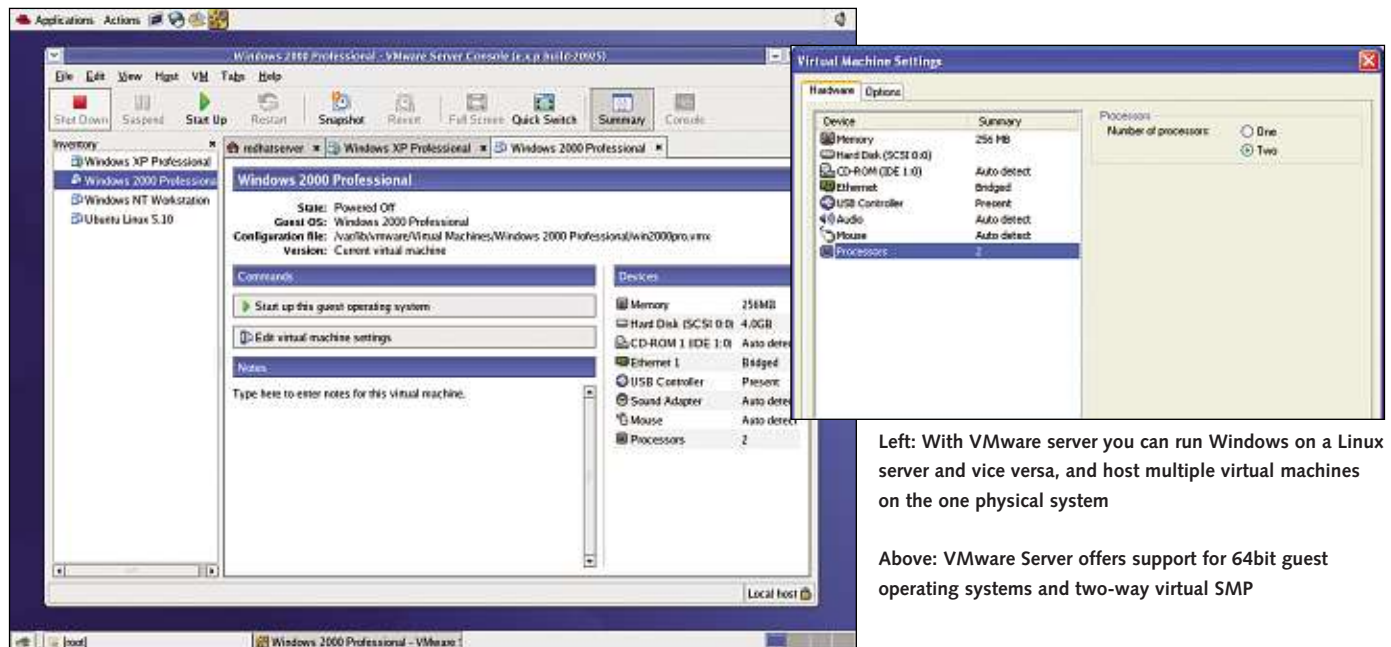 Applications Actions
Windows 2000 Professional - VMware Server Console (e.x.p build-20925)
File Edit View Host VM Tabs Help
Shut Down Suspend Start Up Restart Snapshot Revert Full Screen Quick Switch Summary Console
Inventory
Windows XP Professional
Windows 2000 Professiona
Windows NT Workstation
Ubuntu Linux 5.10
redhatserver Windows XP Professional Windows 2000 Professional
Windows 2000 Professional
State: Powered Off
Guest OS: Windows 2000 Professional
Configuration file: /var/lib/vmware/Virtual Machines/Windows 2000 Professional/win2000pro.vmx
Version: Current virtual machine
Commands
Start up this guest operating system
Edit virtual machine settings
Notes
Type here to enter notes for this virtual machine.
Devices
Memory 256MB
Hard Disk (SCSI 0:0) 4.0GB
CD-ROM 1 (IDE 1:0) Auto detec
Ethernet 1 Bridged
USB Controller Present
Sound Adapter Auto detec
Mouse Auto detect
Processors 2
Local host
[root]
Windows 2000 Professional - VMware
Virtual Machine Settings
Hardware Options
Device Summary
Memory 256 MB
Hard Disk (SCSI 0:0)
CD-ROM (IDE 1:0) Auto detect
Ethernet Bridged
USB Controller Present
Audio Auto detect
Mouse Auto detect
Processors 2
Processors
Number of processors: One
Two
Left: With VMware server you can run Windows on a Linux
server and vice versa, and host multiple virtual machines
on the one physical system
Above: VMware Server offers support for 64bit guest
operating systems and two-way virtual SMP